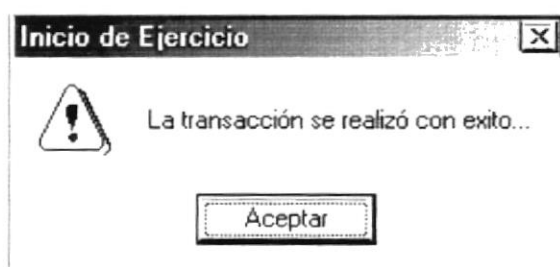 Inicio de Ejercicio
La transacción se realizó con exito...
Aceptar